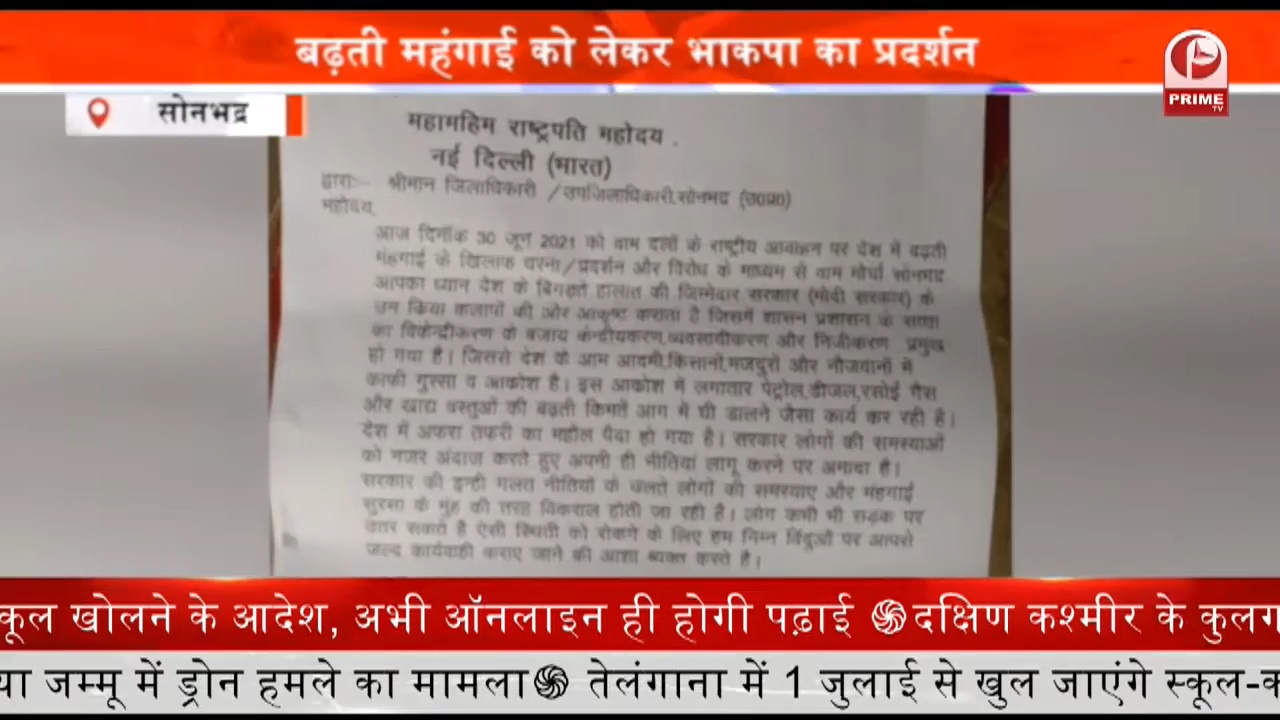 बढ़ती महंगाई को लेकर भाकपा का प्रदर्शन
PRIME
TV
सोनभद्र
महामहिम राष्ट्रपति महोदय .
नई दिल्ली (भारत)
द्वाराः- श्रीमान जिलाधिकारी / उपजिलाधिकारी,सोनभद्र (उ0प्र0)
महोदय,
आज दिनाँक 30 जून 2021 को वाम दलों के राष्ट्रीय आवाहन पर देश में बढ़ती
मंहगाई के खिलाफ धरना/प्रदर्शन और विरोध के माध्यम से वाम मोर्चा सोनभद्र
आपका ध्यान देश के बिगड़ते हालात की जिम्मेदार सरकार (मोदी सरकार) के
उन क्रिया कलापों की ओर आकृष्ट कराता है जिसमें शासन प्रशासन के सत्ता
का विकेन्द्रीकरण के बजाय केन्द्रीयकरण,व्यवसायीकरण और निजीकरण प्रमुख
हो गया है। जिससे देश के आम आदमी,किसानों,मजदुरों और नौजवानों में
काफी गुस्सा व आकोश है। इस आकोश में लगातार पेट्रोल,डीजल,रसोई गैस
और खाद्य वस्तुओं की बढ़ती किमतें आग में घी डालने जैसा कार्य कर रही है।
देश में अफरा तफरी का महौल पैदा हो गया है। सरकार लोगों की समस्याओं
को नजर अंदाज करते हुए अपनी ही नीतियां लागू करने पर अमादा है।
सरकार की इन्ही गलत नीतियों के चलते लोगों की समस्याए और मंहगाई
सुरसा के मुंह की तरह विकराल होती जा रही है। लोग कभी भी सड़क पर
उतर सकते है ऐसी स्थिती को रोकने के लिए हम निम्न विंदुओं पर आपसे
जल्द कार्यवाही कराए जाने की आशा ब्यक्त करते है।
कूल खोलने के आदेश, अभी ऑनलाइन ही होगी पढ़ाई दक्षिण कश्मीर के कुलग
या जम्मू में ड्रोन हमले का मामला तेलंगाना में 1 जुलाई से खुल जाएंगे स्कूल-क